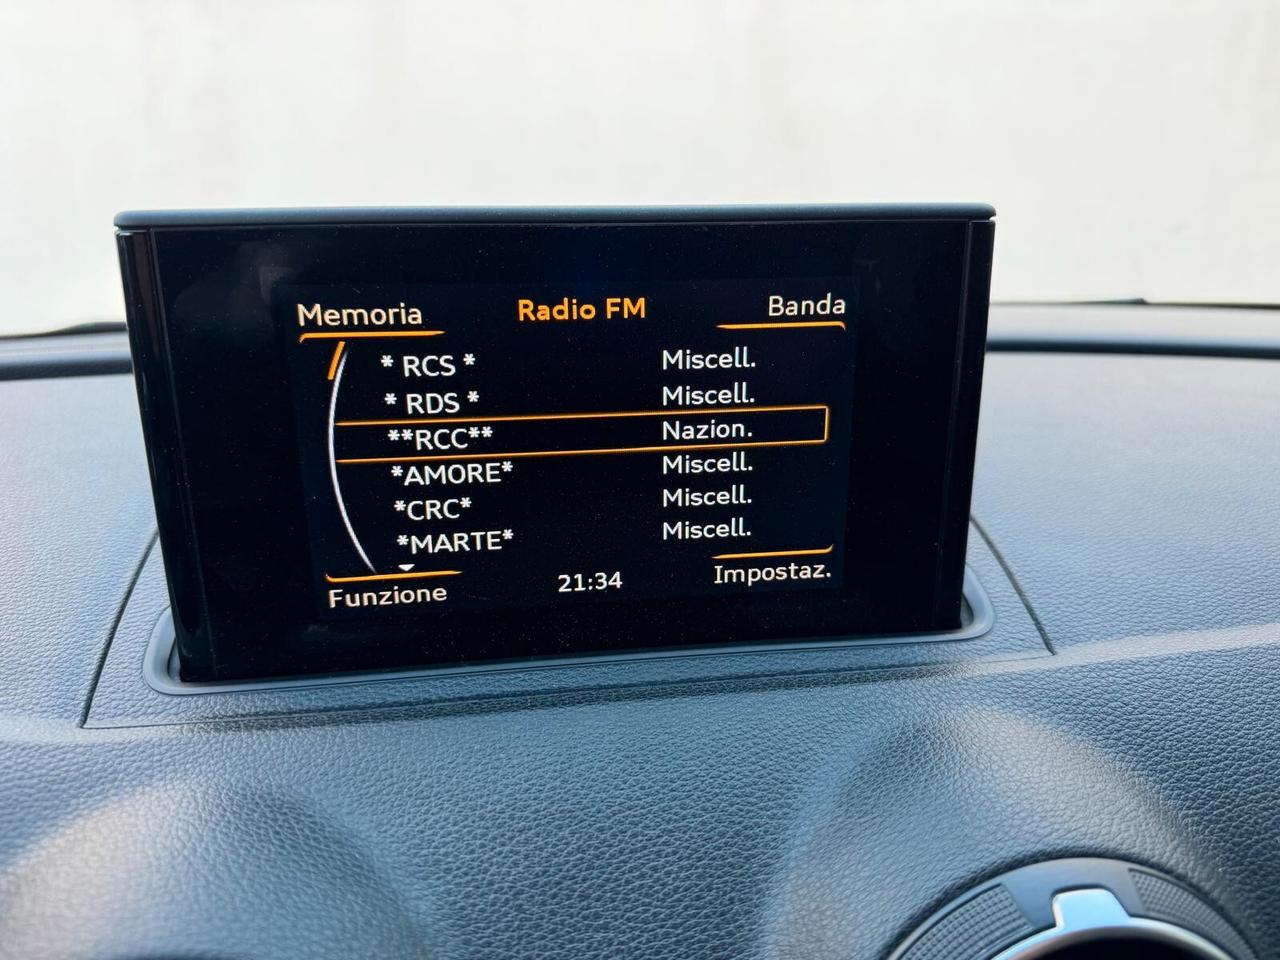 Memoria Radio FM Banda
* RCS * Miscell.
* RDS * Miscell.
**RCC** Nazion.
*AMORE* Miscell.
*CRC* Miscell.
*MARTE* Miscell.
Funzione 21:34 Impostaz.